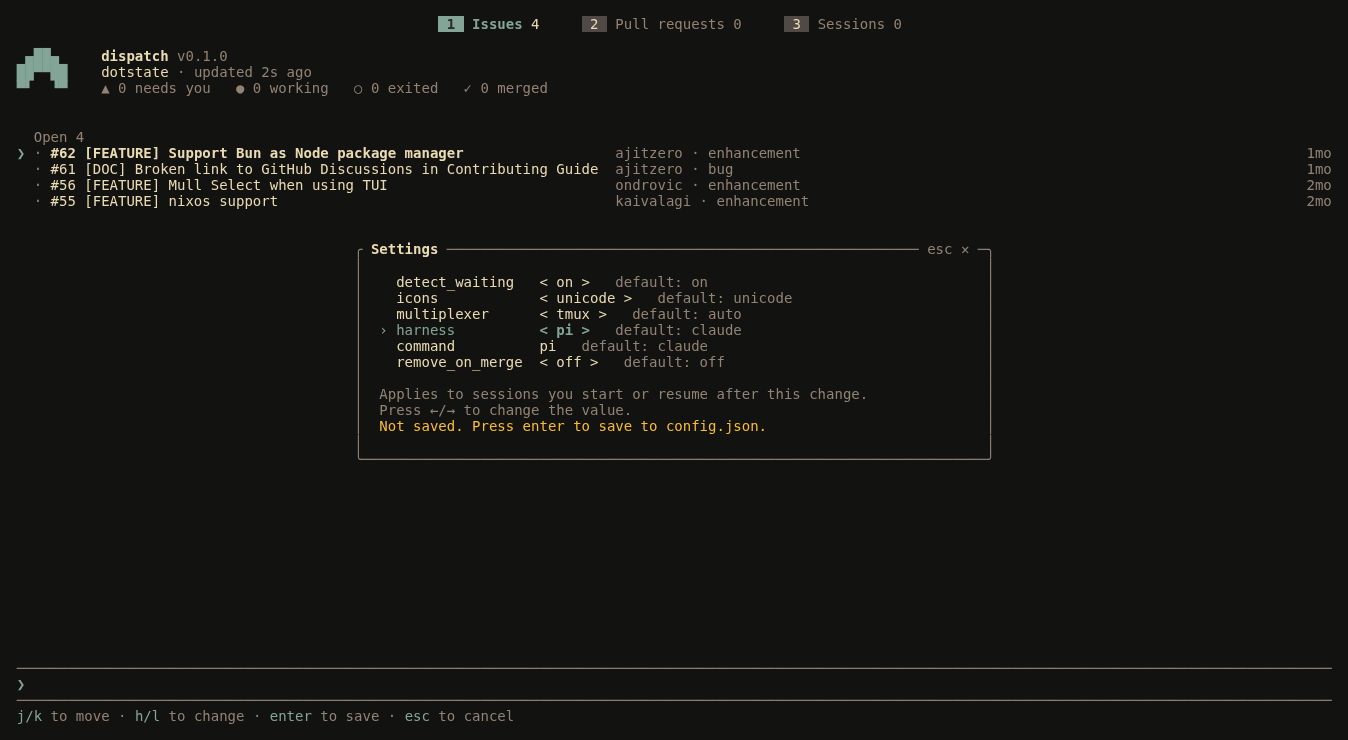 1 Issues 4 2 Pull requests 0 3 Sessions 0
dispatch v0.1.0
dotstate · updated 2s ago
▲ 0 needs you ● 0 working ○ 0 exited ✓ 0 merged
Open 4
❯ · #62 [FEATURE] Support Bun as Node package manager ajitzero · enhancement 1mo
· #61 [DOC] Broken link to GitHub Discussions in Contributing Guide ajitzero · bug 1mo
· #56 [FEATURE] Mull Select when using TUI ondrovic · enhancement 2mo
· #55 [FEATURE] nixos support kaivalagi · enhancement 2mo
Settings esc ×
detect_waiting < on > default: on
icons < unicode > default: unicode
multiplexer < tmux > default: auto
› harness < pi > default: claude
command pi default: claude
remove_on_merge < off > default: off
Applies to sessions you start or resume after this change.
Press ←/→ to change the value.
Not saved. Press enter to save to config.json.
❯
j/k to move · h/l to change · enter to save · esc to cancel